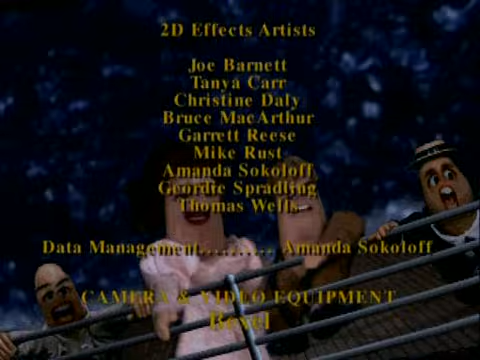 2D Effects Artists
Joe Barnett
Tanya Carr
Christine Daly
Bruce MacArthur
Garrett Reese
Mike Rust
Amanda Sokoloff
Geordie Spradling
Thomas Wells
Data Management.......... Amanda Sokoloff
CAMERA & VIDEO EQUIPMENT